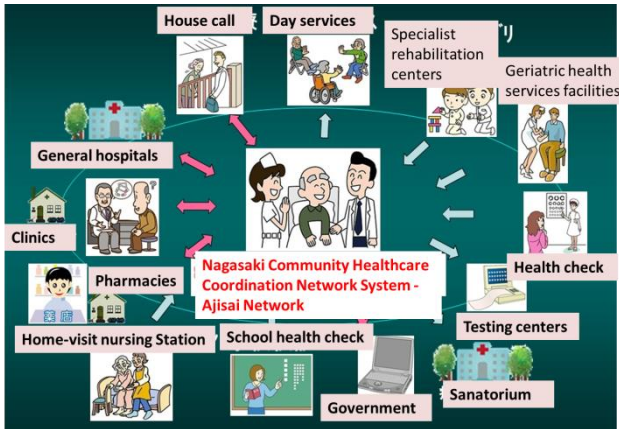 House call
Day services
Specialist
rehabilitation
centers
Geriatric health
services facilities
General hospitals
Clinics
Pharmacies
Nagasaki Community Healthcare
Coordination Network System -
Ajisai Network
Health check
Testing centers
Home-visit nursing Station
School health check
Government
Sanatorium